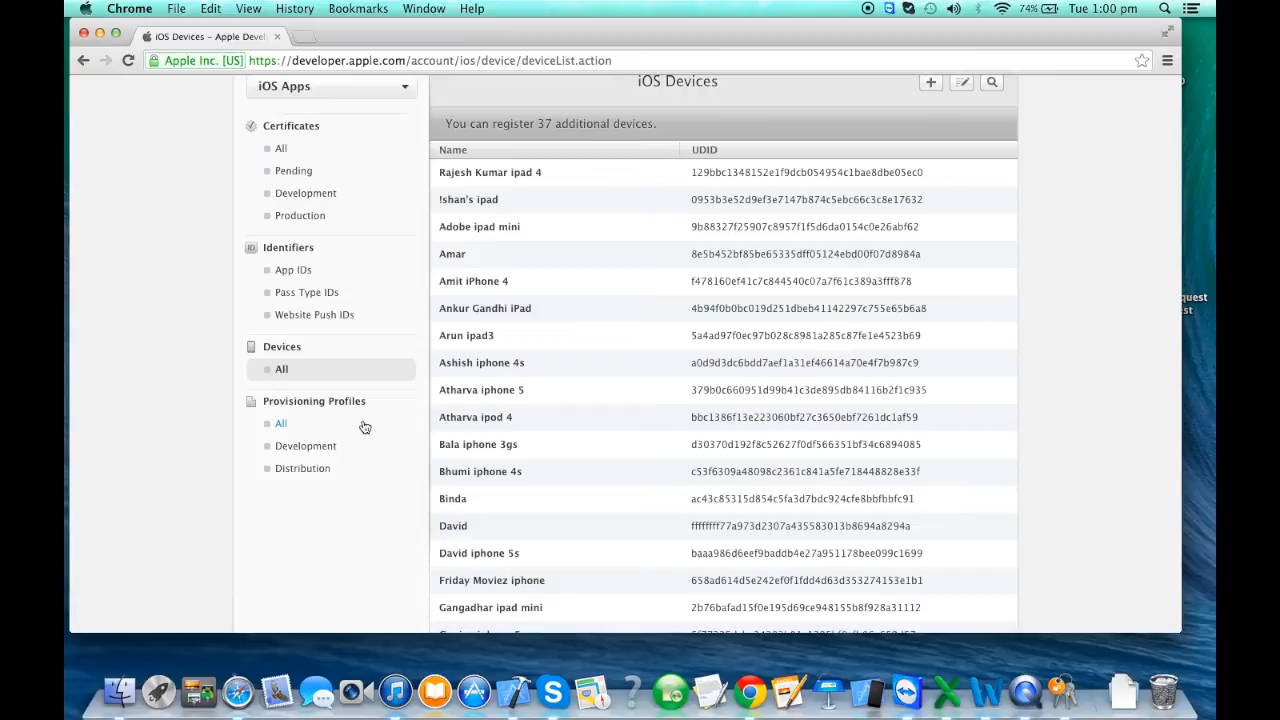 Chrome File Edit View History Bookmarks Window Help 74% Tue 1:00 pm
iOS Devices – Apple Devel
Apple Inc. [US] https://developer.apple.com/account/ios/device/deviceList.action
iOS Apps
iOS Devices
You can register 37 additional devices.
Certificates
All
Pending
Development
Production
Identifiers
App IDs
Pass Type IDs
Website Push IDs
Devices
All
Provisioning Profiles
All
Development
Distribution
Name UDID
Rajesh Kumar ipad 4 129bbc1348152e1f9dcb054954c1bae8dbe05ec0
!shan's ipad 0953b3e52d9ef3e7147b874c5ebc66c3c8e17632
Adobe ipad mini 9b88327f25907c8957f1f5d6da0154c0e26abf62
Amar 8e5b452bf85be65335dff05124ebd00f07d8984a
Amit iPhone 4 f478160ef41c7c844540c07a7f61c389a3fff878
Ankur Gandhi iPad 4b94f0b0bc019d251dbeb41142297c755e65b6a8
Arun ipad3 5a4ad97f0ec97b028c8981a285c87fe1e4523b69
Ashish iphone 4s a0d9d3dc6bdd7aef1a31ef46614a70e4f7b987c9
Atharva iphone 5 379b0c660951d99b41c3de895db84116b2f1c935
Atharva ipod 4 bbc1386f13e223060bf27c3650ebf7261dc1af59
Bala iphone 3gs d30370d192f8c52627f0df566351bf34c6894085
Bhumi iphone 4s c53f6309a48098c2361c841a5fe718448828e33f
Binda ac43c85315d854c5fa3d7bdc924cfe8bbfbbfc91
David ffffffff77a973d2307a435583013b8694a8294a
David iphone 5s baaa986d6eef9baddb4e27a951178bee099c1699
Friday Moviez iphone 658ad614d5e242ef0f1fdd4d63d353274153e1b1
Gangadhar ipad mini 2b76bafad15f0e195d69ce948155b8f928a31112
quest
st